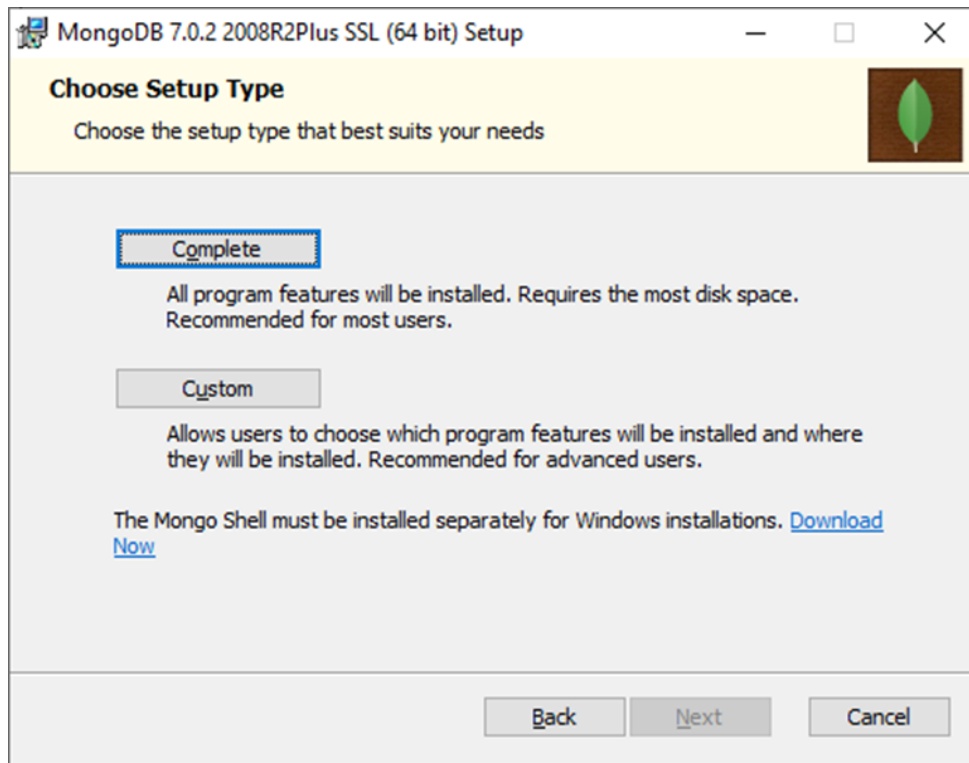 MongoDB 7.0.2 2008R2Plus SSL (64 bit) Setup
Choose Setup Type
Choose the setup type that best suits your needs
Complete
All program features will be installed. Requires the most disk space.
Recommended for most users.
Custom
Allows users to choose which program features will be installed and where
they will be installed. Recommended for advanced users.
The Mongo Shell must be installed separately for Windows installations. Download
Now
Back Next Cancel